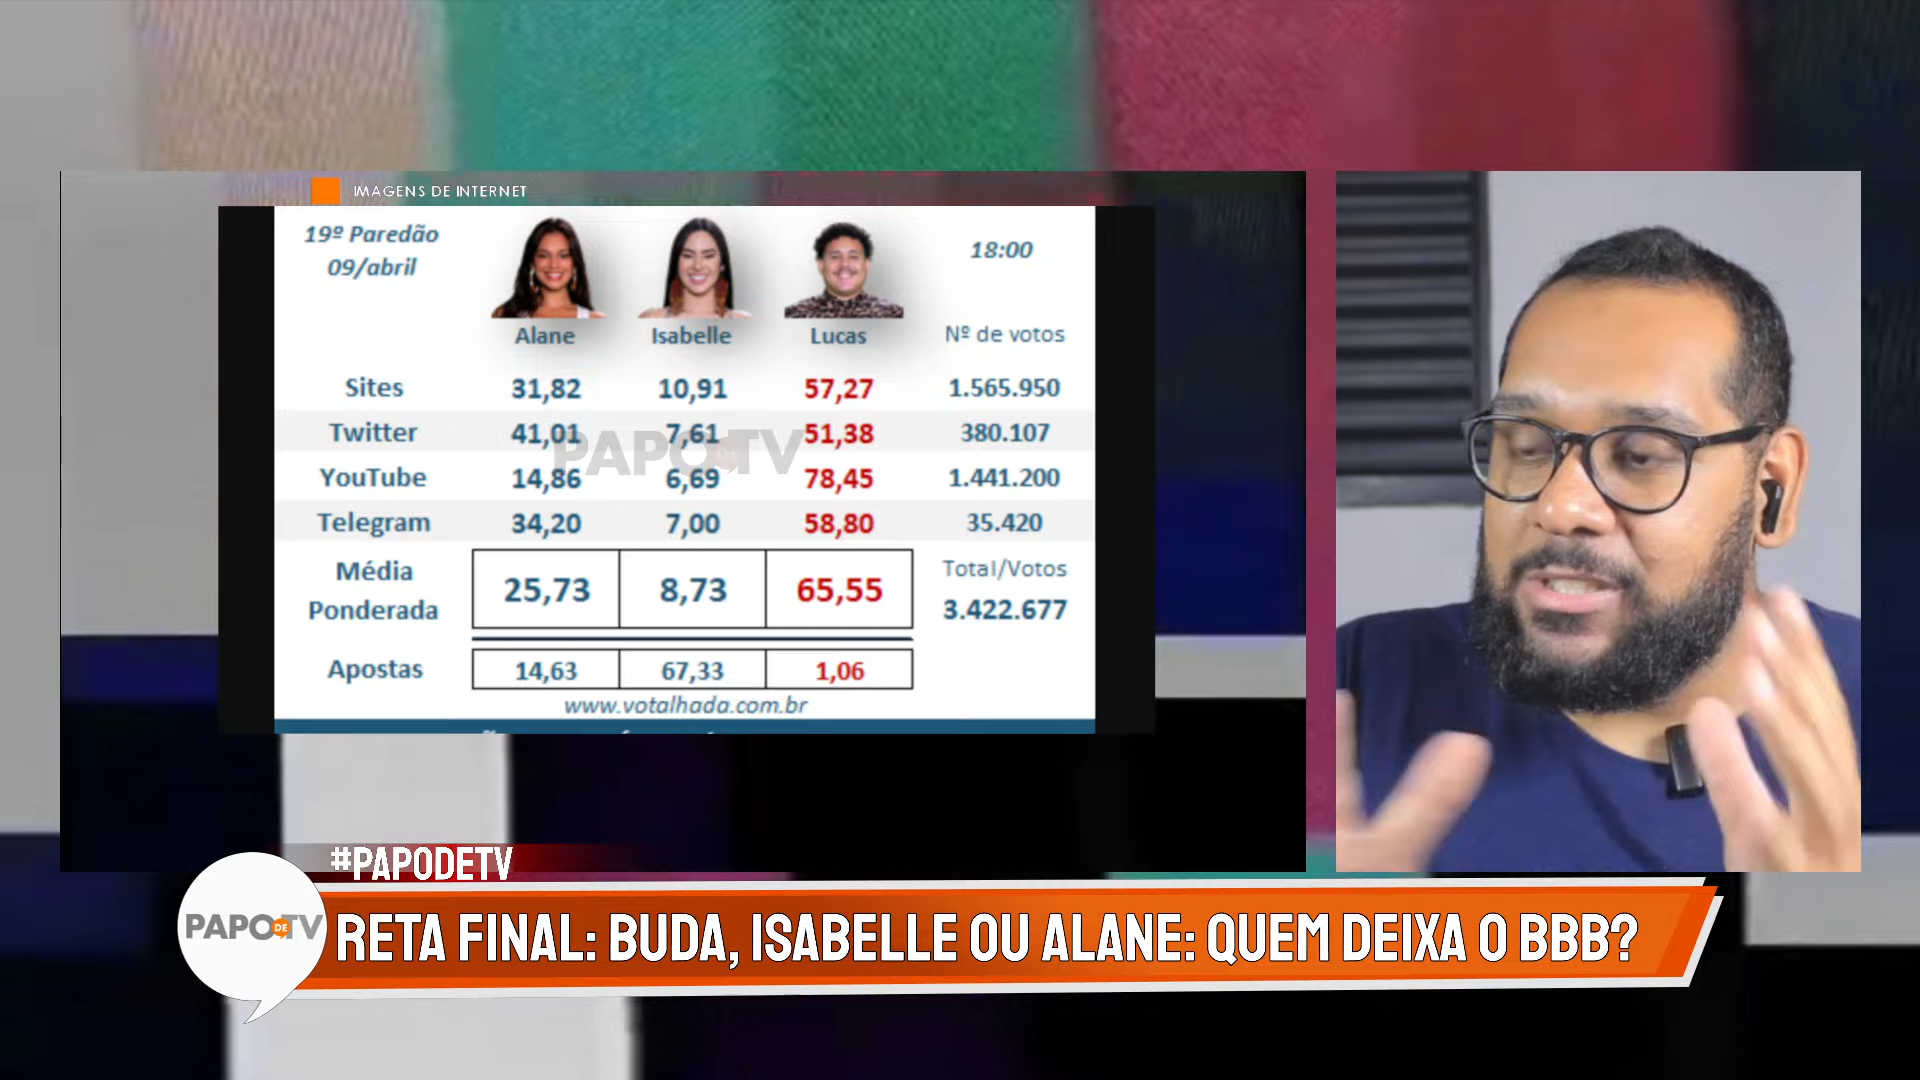 IMAGENS DE INTERNET
19º Paredão
09/abril
18:00
Alane Isabelle Lucas Nº de votos
Sites 31,82 10,91 57,27 1.565.950
Twitter 41,01 7,61 51,38 380.107
PAPO DE TV
YouTube 14,86 6,69 78,45 1.441.200
Telegram 34,20 7,00 58,80 35.420
Média
Ponderada
25,73 8,73 65,55
Total/Votos
3.422.677
Apostas 14,63 67,33 1,06
www.votalhada.com.br
#PAPODETV
PAPO DE TV
RETA FINAL: BUDA, ISABELLE OU ALANE: QUEM DEIXA O BBB?